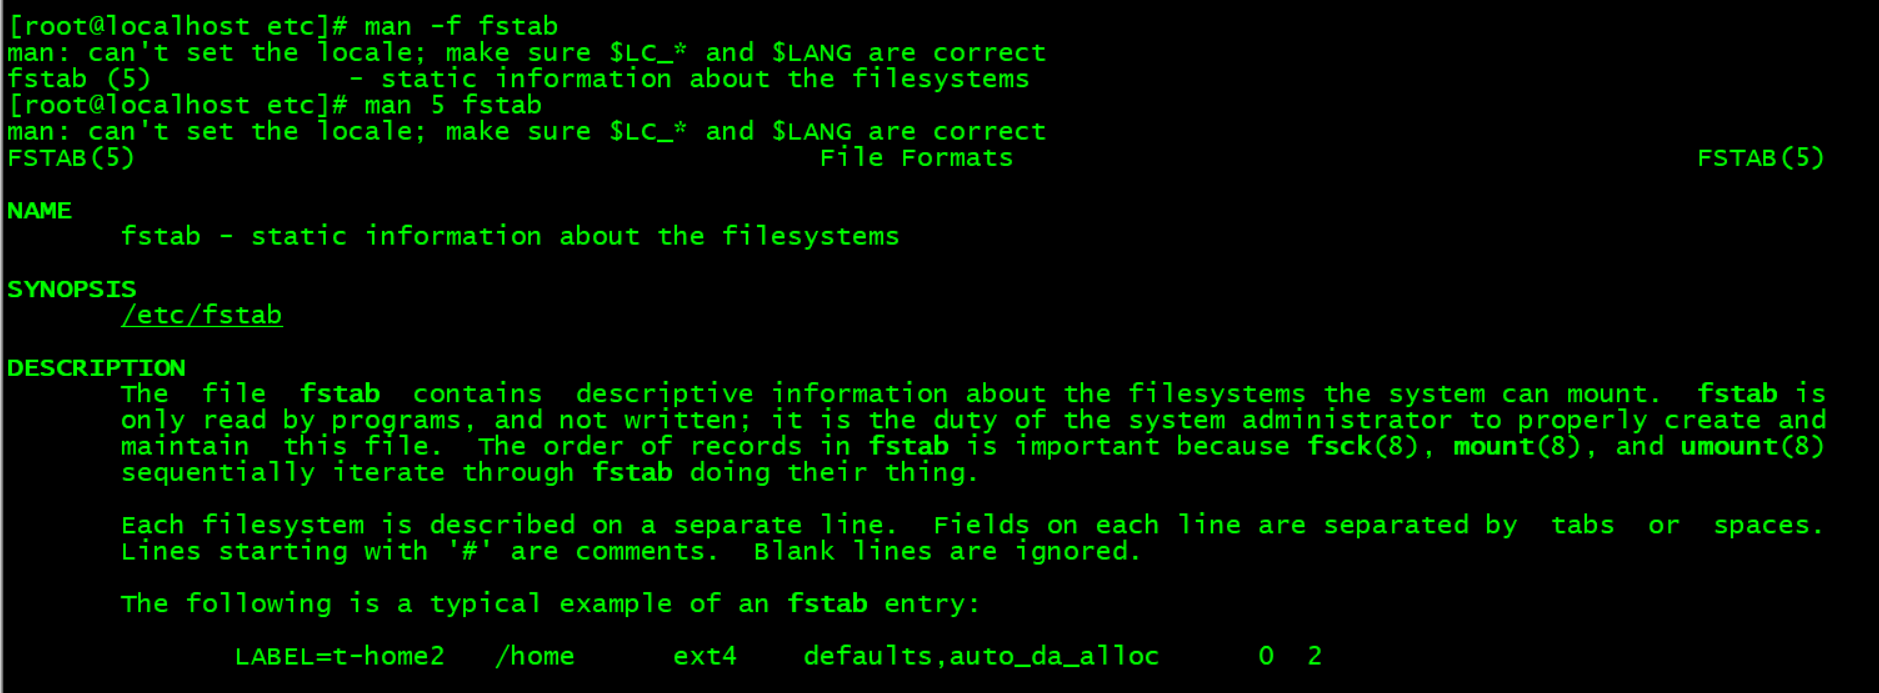 [root@localhost etc]# man -f fstab
man: can't set the locale; make sure $LC_* and $LANG are correct
fstab (5)            - static information about the filesystems
[root@localhost etc]# man 5 fstab
man: can't set the locale; make sure $LC_* and $LANG are correct
FSTAB(5)                                          File Formats                                          FSTAB(5)
NAME
       fstab - static information about the filesystems
SYNOPSIS
       /etc/fstab
DESCRIPTION
       The  file  fstab  contains  descriptive information about the filesystems the system can mount.  fstab is
       only read by programs, and not written; it is the duty of the system administrator to properly create and
       maintain  this file.  The order of records in fstab is important because fsck(8), mount(8), and umount(8)
       sequentially iterate through fstab doing their thing.
       Each filesystem is described on a separate line.  Fields on each line are separated by  tabs  or  spaces.
       Lines starting with '#' are comments.  Blank lines are ignored.
       The following is a typical example of an fstab entry:
              LABEL=t-home2   /home      ext4    defaults,auto_da_alloc      0  2